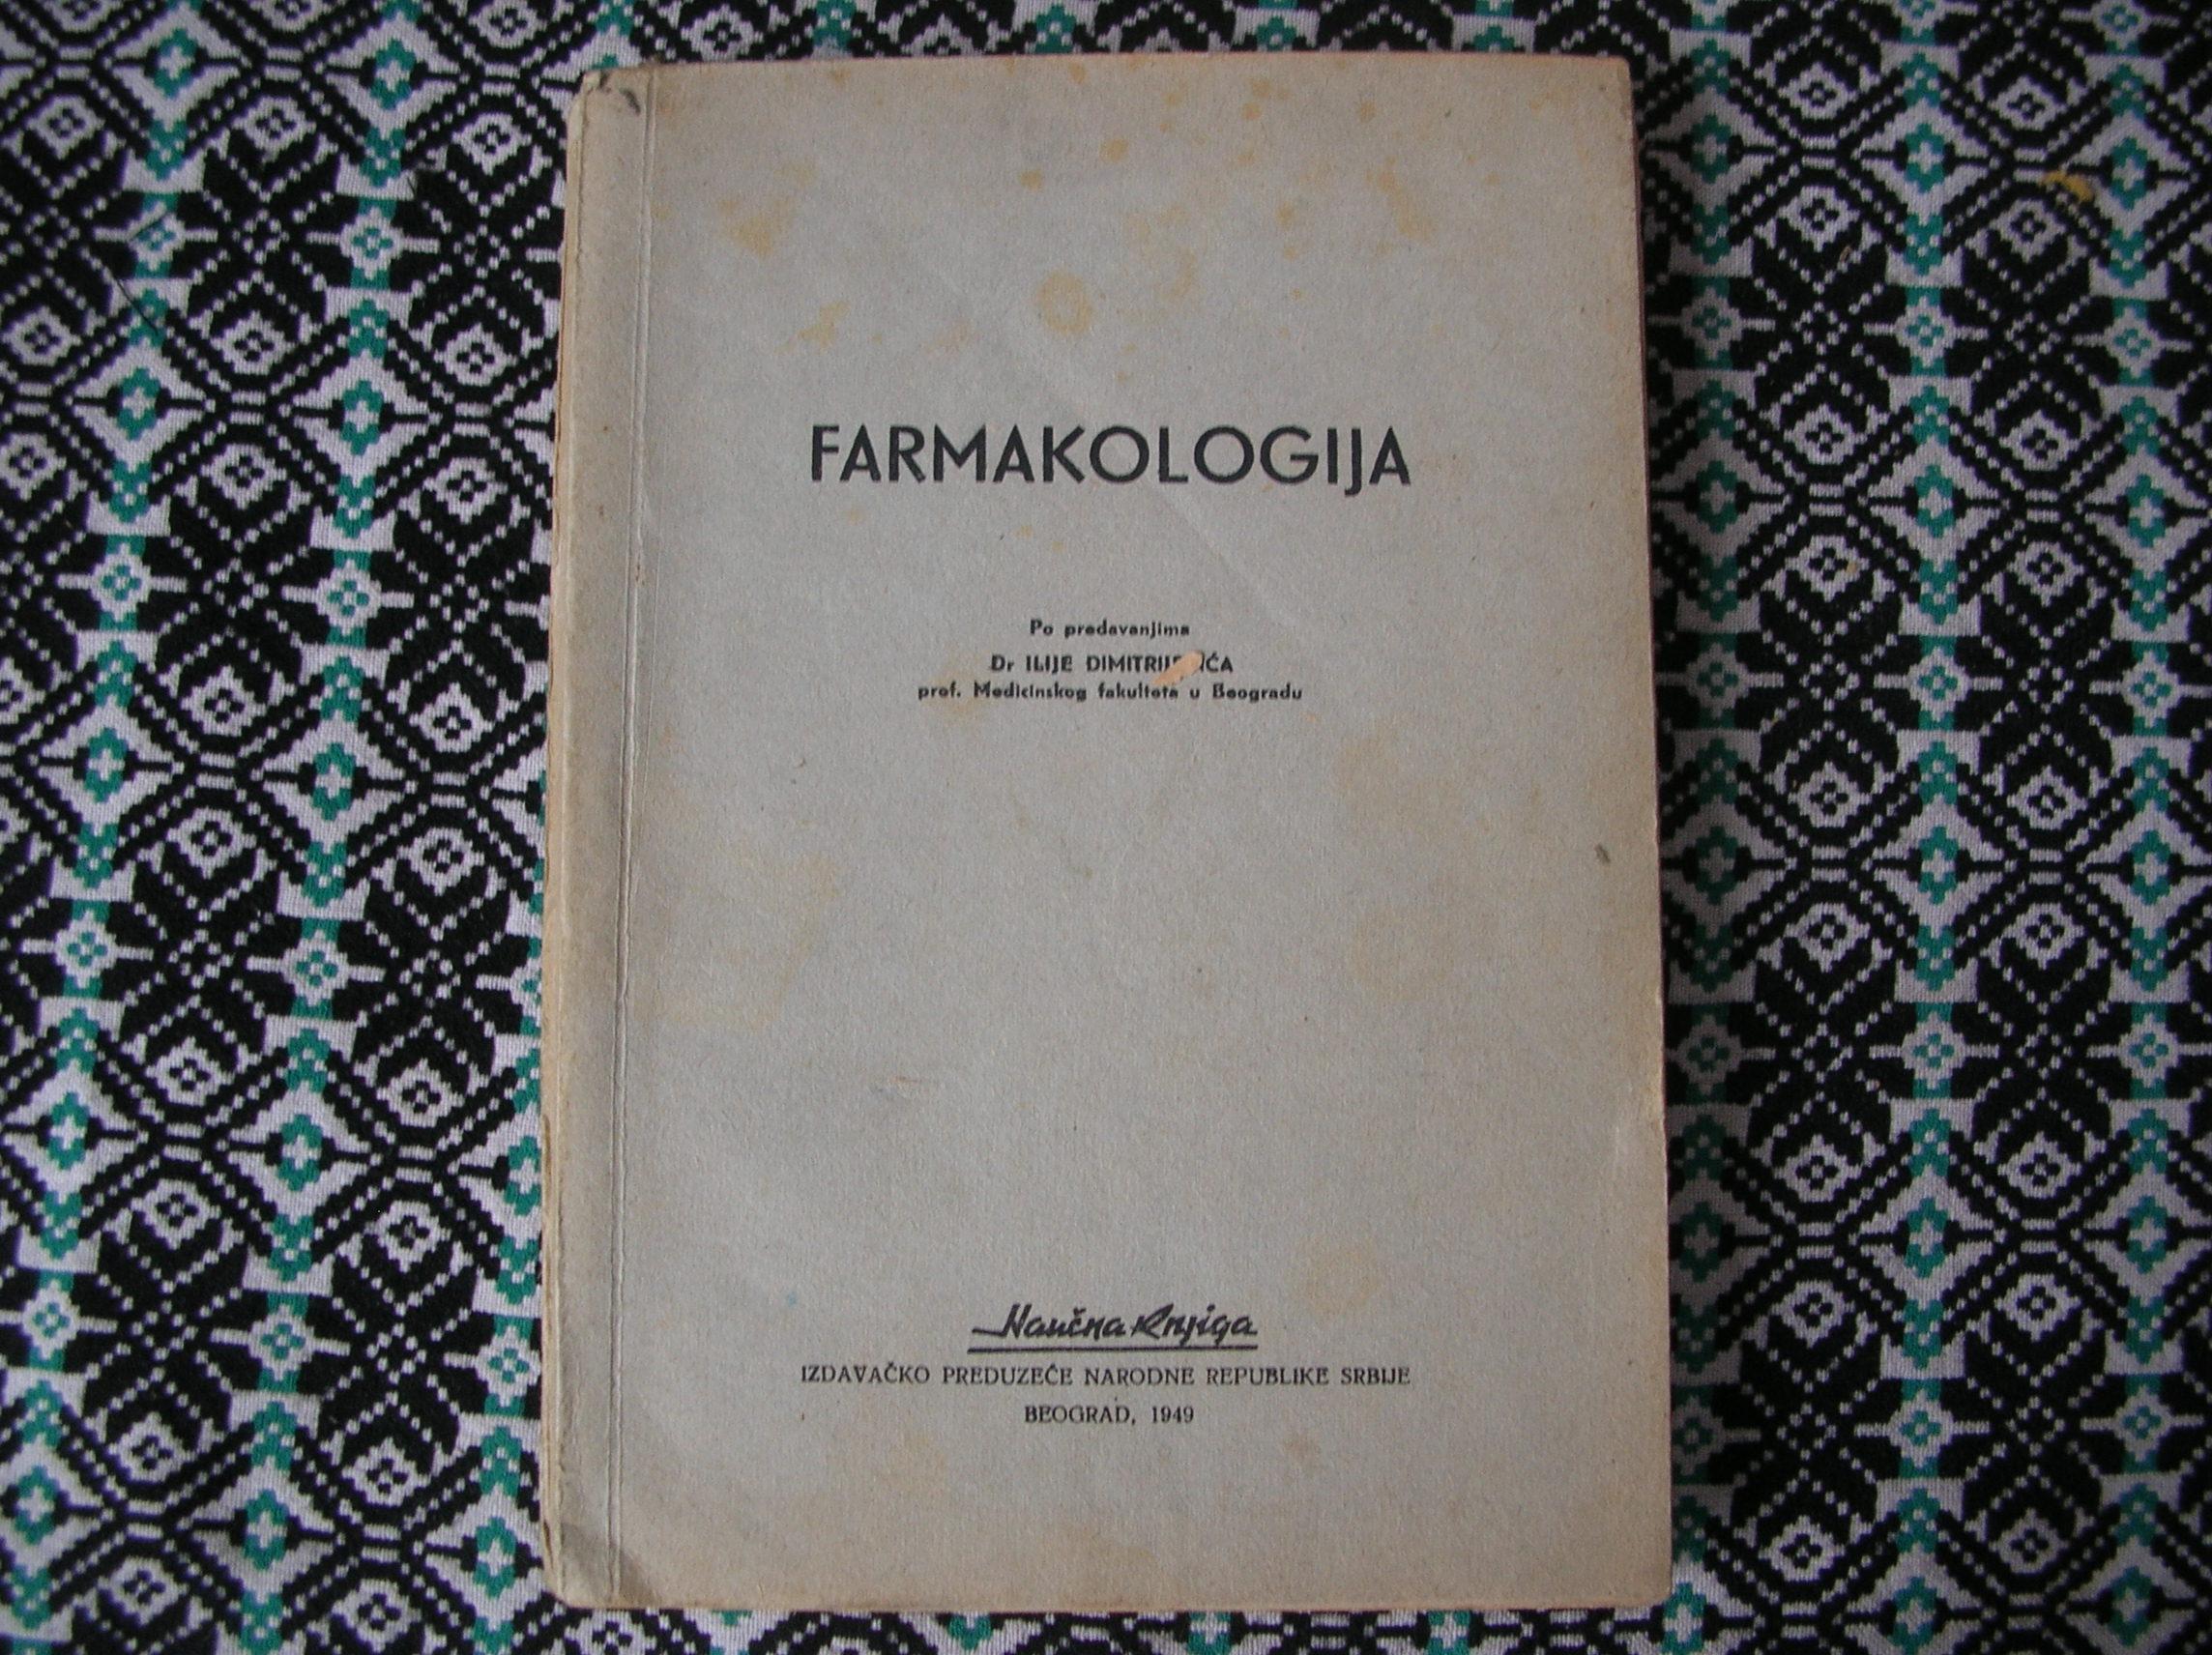 FARMAKOLOGIJA
Po predavanjima
Dr ILIJE
prof. Medicinskog fakulteta u Beogradu
Naučna Knjiga
IZDAVAČKO PREDUZEĆE NARODNE REPUBLIKE SRBIJE
BEOGRAD, 1949